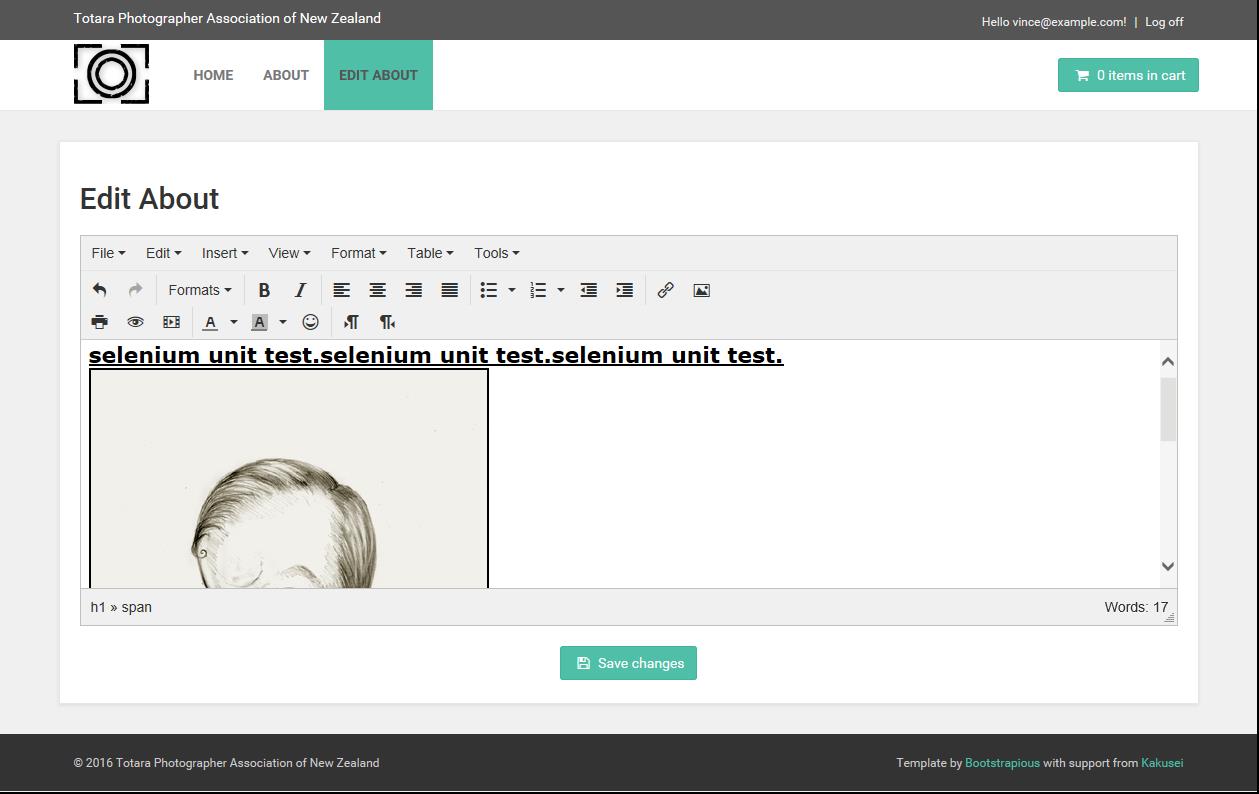 Totara Photographer Association of New Zealand
Hello vince@example.com! | Log off
HOME ABOUT EDIT ABOUT
0 items in cart
Edit About
File Edit Insert View Format Table Tools
Formats B I
A A
selenium unit test.selenium unit test.selenium unit test.
h1 » span
Words: 17
Save changes
© 2016 Totara Photographer Association of New Zealand
Template by Bootstrapious with support from Kakusei